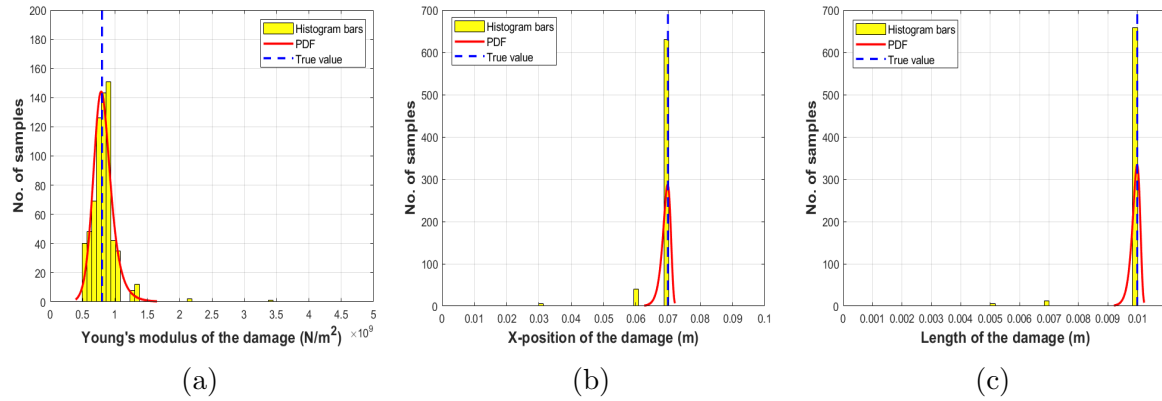 200
180
160
140
120
100
80
60
40
20
0
No. of samples
Histogram bars
PDF
True value
0 0.5 1 1.5 2 2.5 3 3.5 4 4.5 5
Young's modulus of the damage (N/m²) ×10⁹
(a)
700
600
500
400
300
200
100
0
No. of samples
Histogram bars
PDF
True value
0 0.01 0.02 0.03 0.04 0.05 0.06 0.07 0.08 0.09 0.1
X-position of the damage (m)
(b)
700
600
500
400
300
200
100
0
No. of samples
Histogram bars
PDF
True value
0 0.001 0.002 0.003 0.004 0.005 0.006 0.007 0.008 0.009 0.01
Length of the damage (m)
(c)